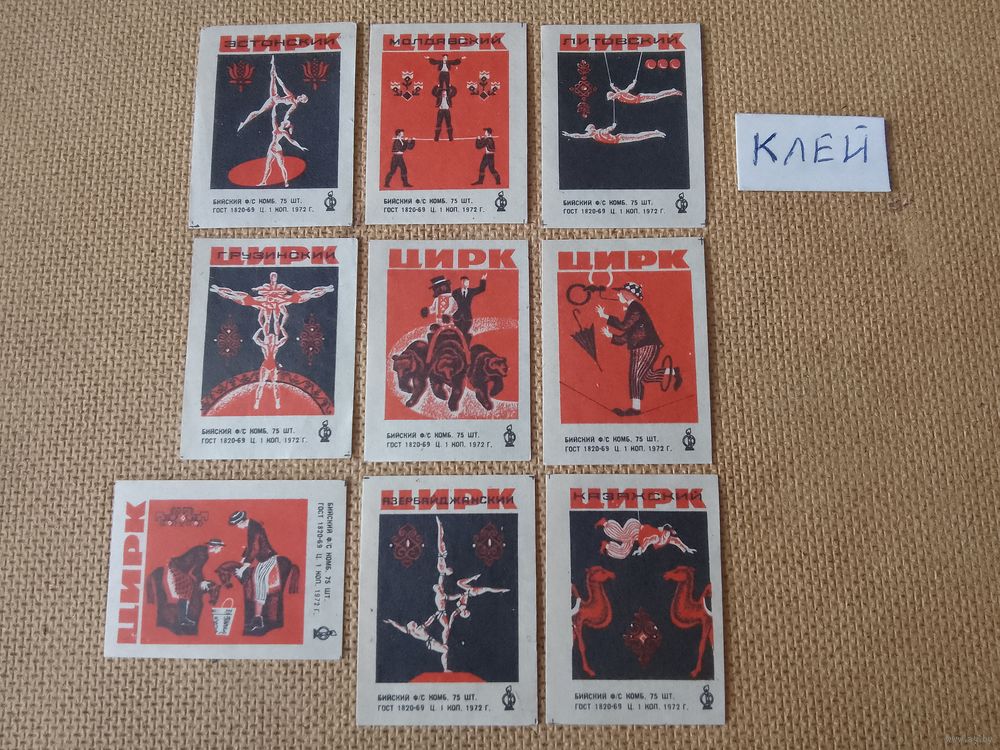 ЭСТОНСКИЙ
ЦИРК
БИЙСКИЙ Ф/С КОМБ. 75 ШТ.
ГОСТ 1820-69 Ц. 1 КОП. 1972 Г.
МОЛДАВСКИЙ
ЦИРК
БИЙСКИЙ Ф/С КОМБ. 75 ШТ.
ГОСТ 1820-69 Ц. 1 КОП. 1972 Г.
ЛИТОВСКИЙ
ЦИРК
БИЙСКИЙ Ф/С КОМБ. 75 ШТ.
ГОСТ 1820-69 Ц. 1 КОП. 1972 Г.
КЛЕЙ
ГРУЗИНСКИЙ
ЦИРК
БИЙСКИЙ Ф/С КОМБ. 75 ШТ.
ГОСТ 1820-69 Ц. 1 КОП. 1972 Г.
ЦИРК
БИЙСКИЙ Ф/С КОМБ. 75 ШТ.
ГОСТ 1820-69 Ц. 1 КОП. 1972 Г.
ЦИРК
БИЙСКИЙ Ф/С КОМБ. 75 ШТ.
ГОСТ 1820-69 Ц. 1 КОП. 1972 Г.
ЦИРК
БИЙСКИЙ Ф/С КОМБ. 75 ШТ.
ГОСТ 1820-69 Ц. 1 КОП. 1972 Г.
АЗЕРБАЙДЖАНСКИЙ
ЦИРК
БИЙСКИЙ Ф/С КОМБ. 75 ШТ.
ГОСТ 1820-69 Ц. 1 КОП. 1972 Г.
КАЗАХСКИЙ
ЦИРК
БИЙСКИЙ Ф/С КОМБ. 75 ШТ.
ГОСТ 1820-69 Ц. 1 КОП. 1972 Г.